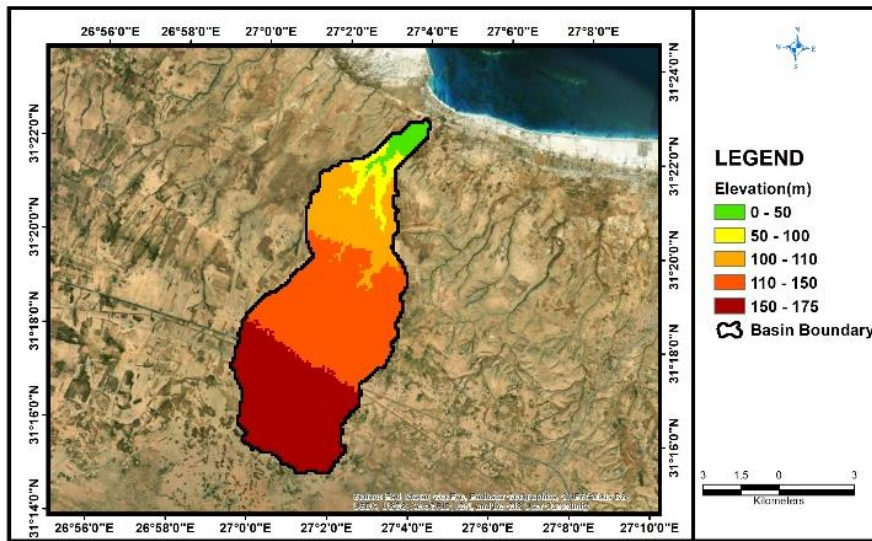 26°56'0"E 26°58'0"E 27°0'0"E 27°2'0"E 27°4'0"E 27°6'0"E 27°8'0"E
31°22'0"N
31°20'0"N
31°18'0"N
31°16'0"N
31°14'0"N
31°24'0"N
31°22'0"N
31°20'0"N
31°18'0"N
31°16'0"N
26°56'0"E 26°58'0"E 27°0'0"E 27°2'0"E 27°4'0"E 27°6'0"E 27°8'0"E 27°10'0"E
N
W E
S
LEGEND
Elevation(m)
0 - 50
50 - 100
100 - 110
110 - 150
150 - 175
Basin Boundary
3 1.5 0 3
Kilometers